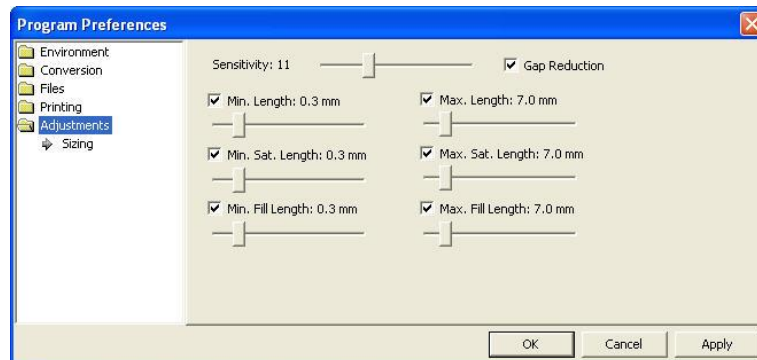 Program Preferences
Environment
Conversion
Files
Printing
Adjustments
Sizing
Sensitivity: 11
Gap Reduction
Min. Length: 0.3 mm
Max. Length: 7.0 mm
Min. Sat. Length: 0.3 mm
Max. Sat. Length: 7.0 mm
Min. Fill Length: 0.3 mm
Max. Fill Length: 7.0 mm
OK
Cancel
Apply